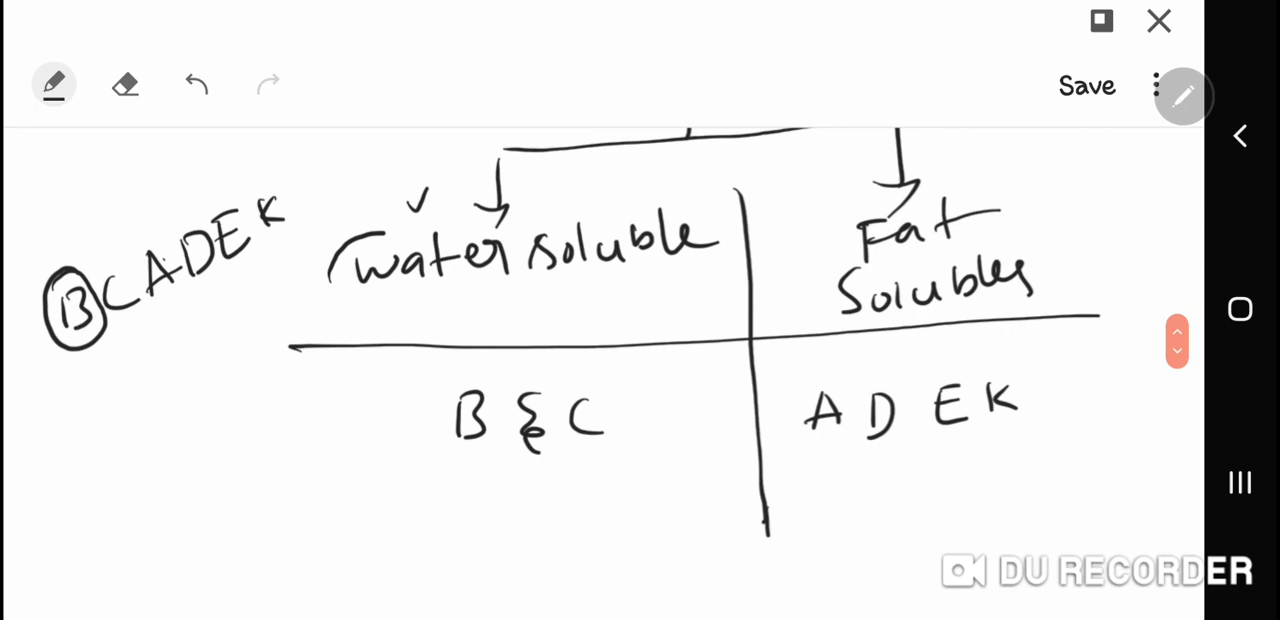 Save
BCADEK
Water soluble
Fat
Solubles
B & C
A D E K
DU RECORDER